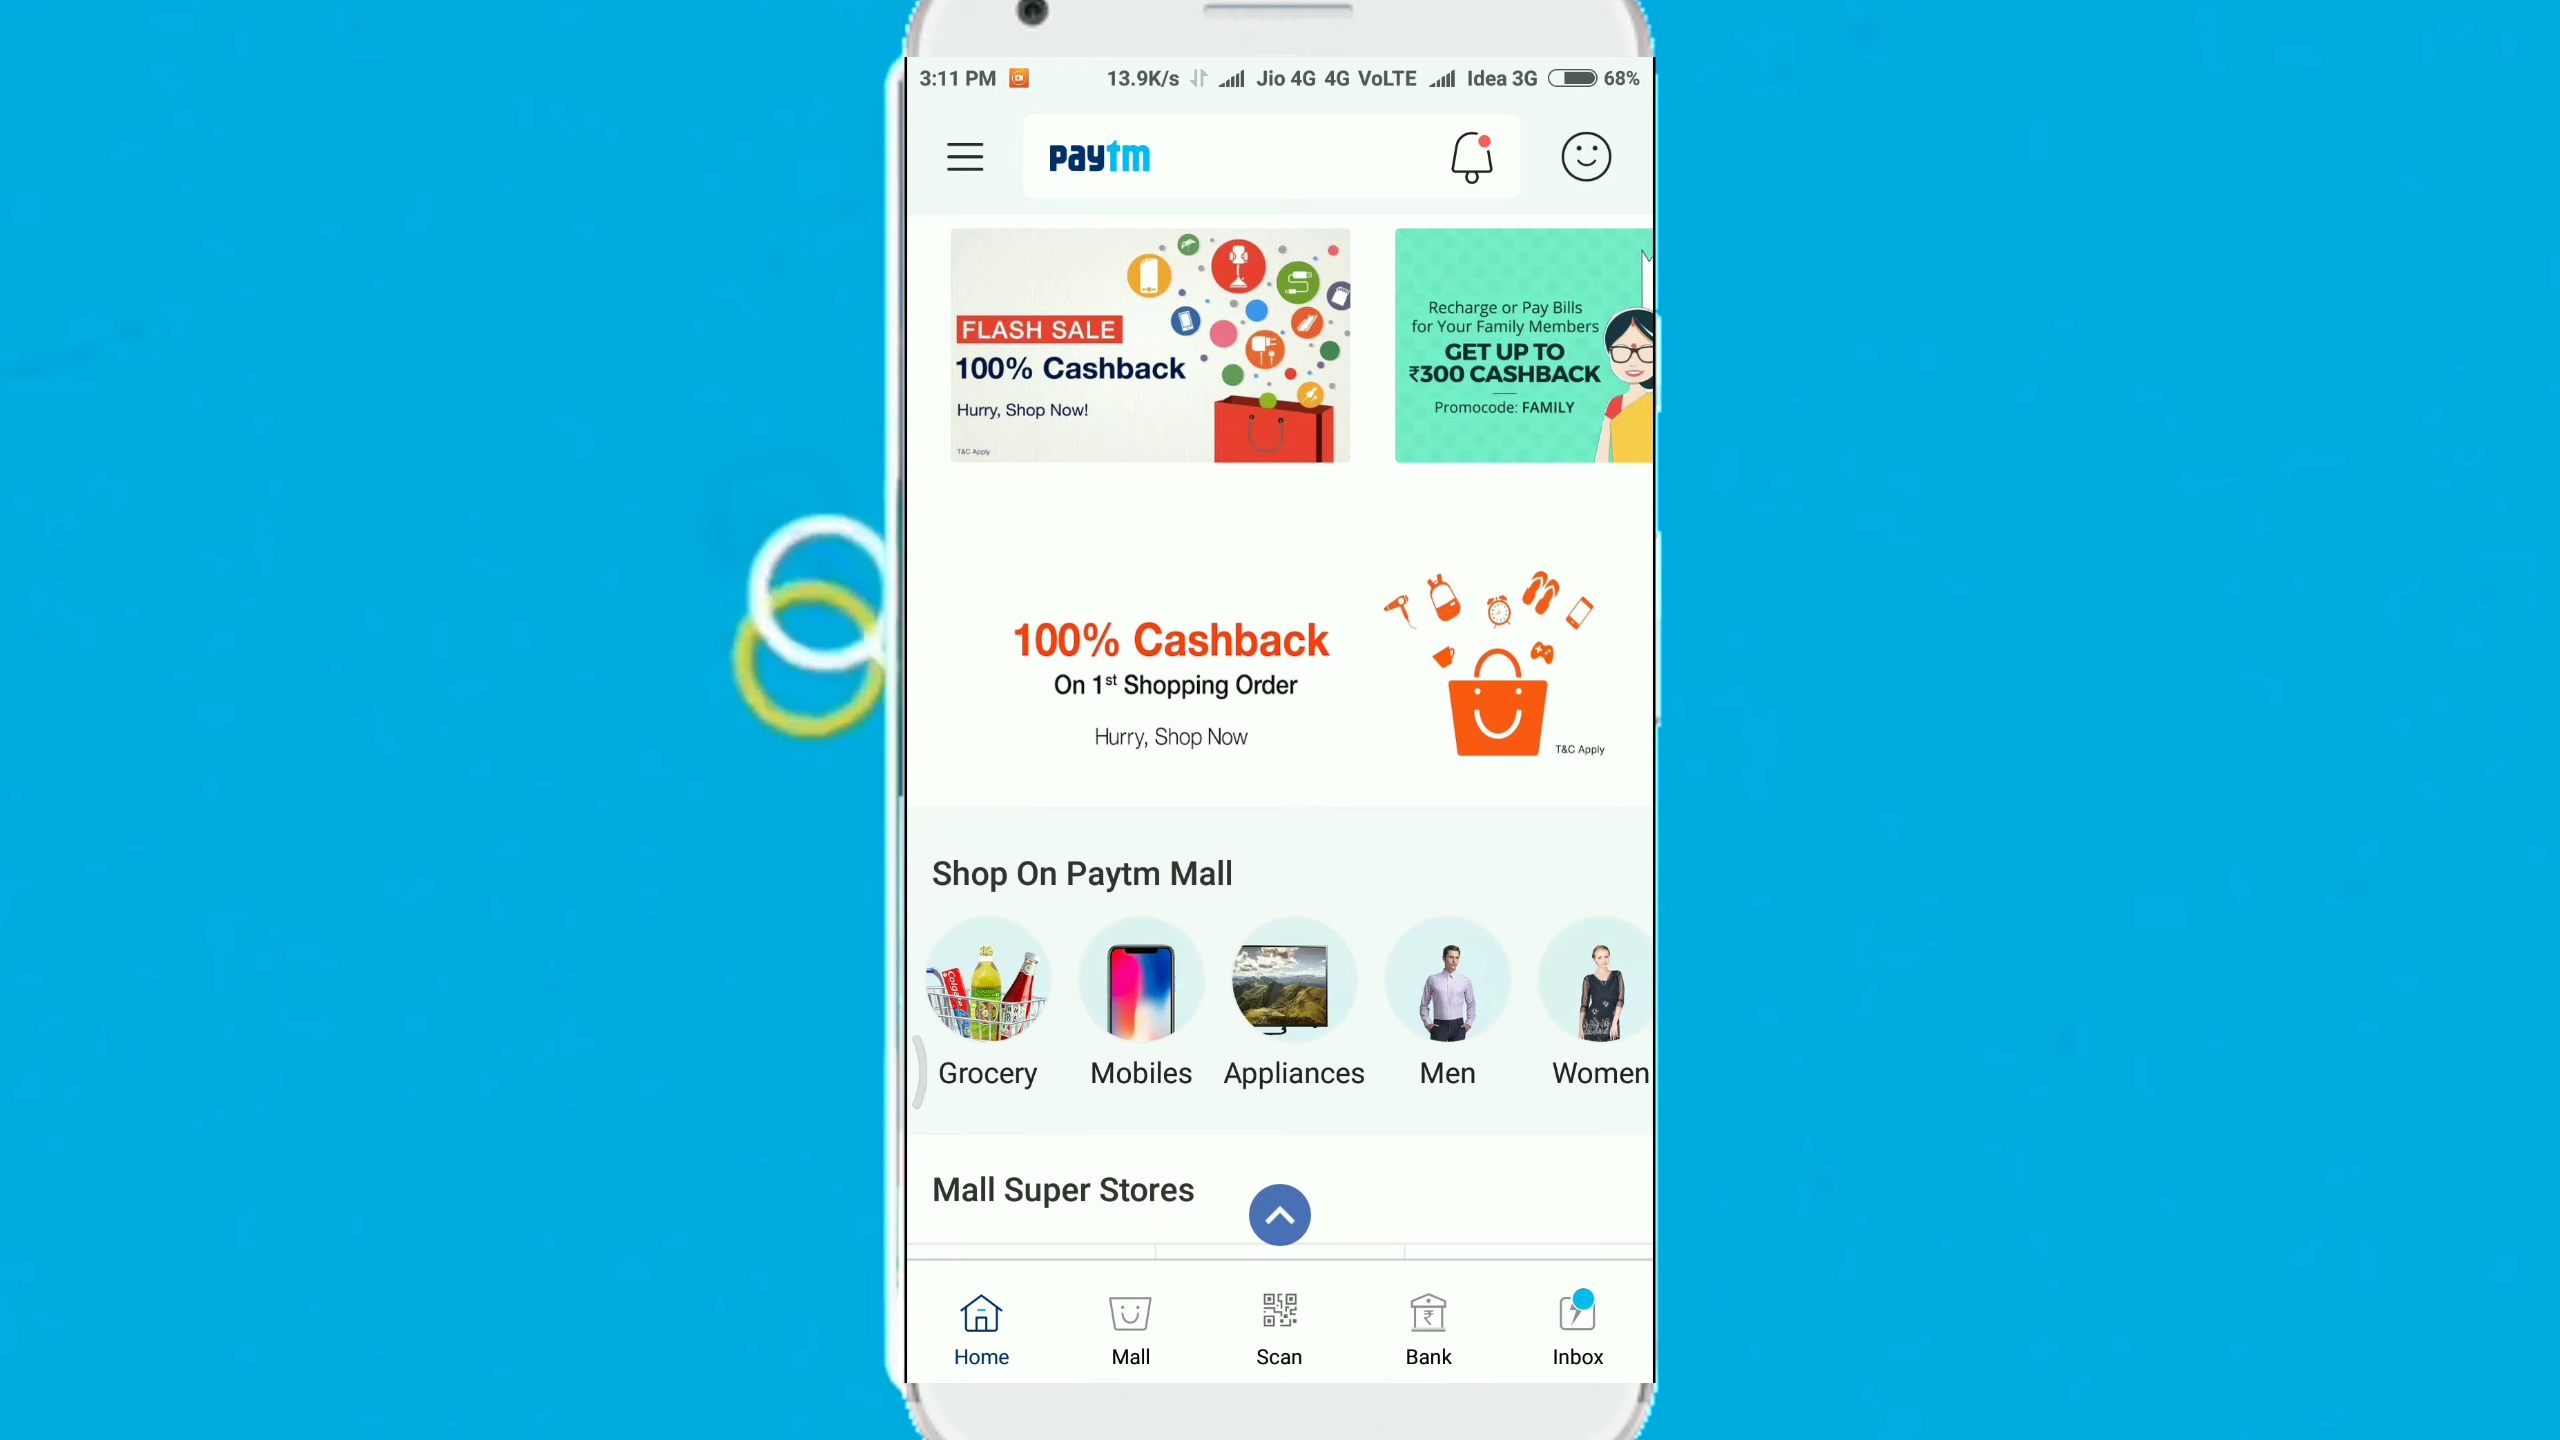 3:11 PM 13.9K/s Jio 4G 4G VoLTE Idea 3G 68%
paytm
FLASH SALE
100% Cashback
Hurry, Shop Now!
T&C Apply
Recharge or Pay Bills
for Your Family Members
GET UP TO
₹300 CASHBACK
Promocode: FAMILY
100% Cashback
On 1st Shopping Order
Hurry, Shop Now
T&C Apply
Shop On Paytm Mall
Grocery Mobiles Appliances Men Women
Mall Super Stores
Home Mall Scan Bank Inbox